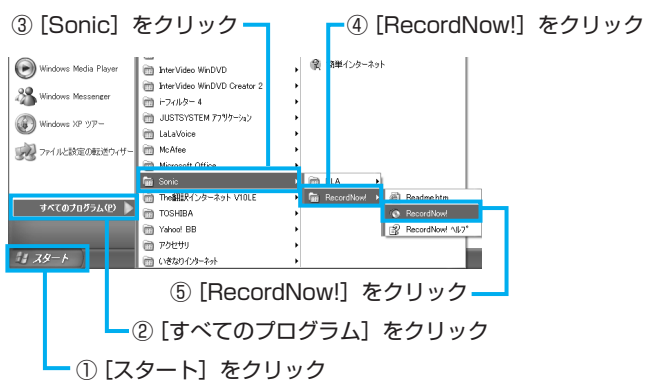 ③ [Sonic] をクリック
④ [RecordNow!] をクリック
Windows Media Player
Windows Messenger
Windows XP ツアー
ファイルと設定の転送ウィザー
すべてのプログラム(P)
スタート
InterVideo WinDVD
InterVideo WinDVD Creator 2
i-フィルター 4
JUSTSYSTEM アプリケーション
LaLaVoice
McAfee
Microsoft Office
Sonic
The翻訳インターネット V10LE
TOSHIBA
Yahoo! BB
アクセサリ
いきなりインターネット
簡単インターネット
RecordNow!
Readme.htm
RecordNow!
RecordNow! ヘルプ
⑤ [RecordNow!] をクリック
② [すべてのプログラム] をクリック
① [スタート] をクリック